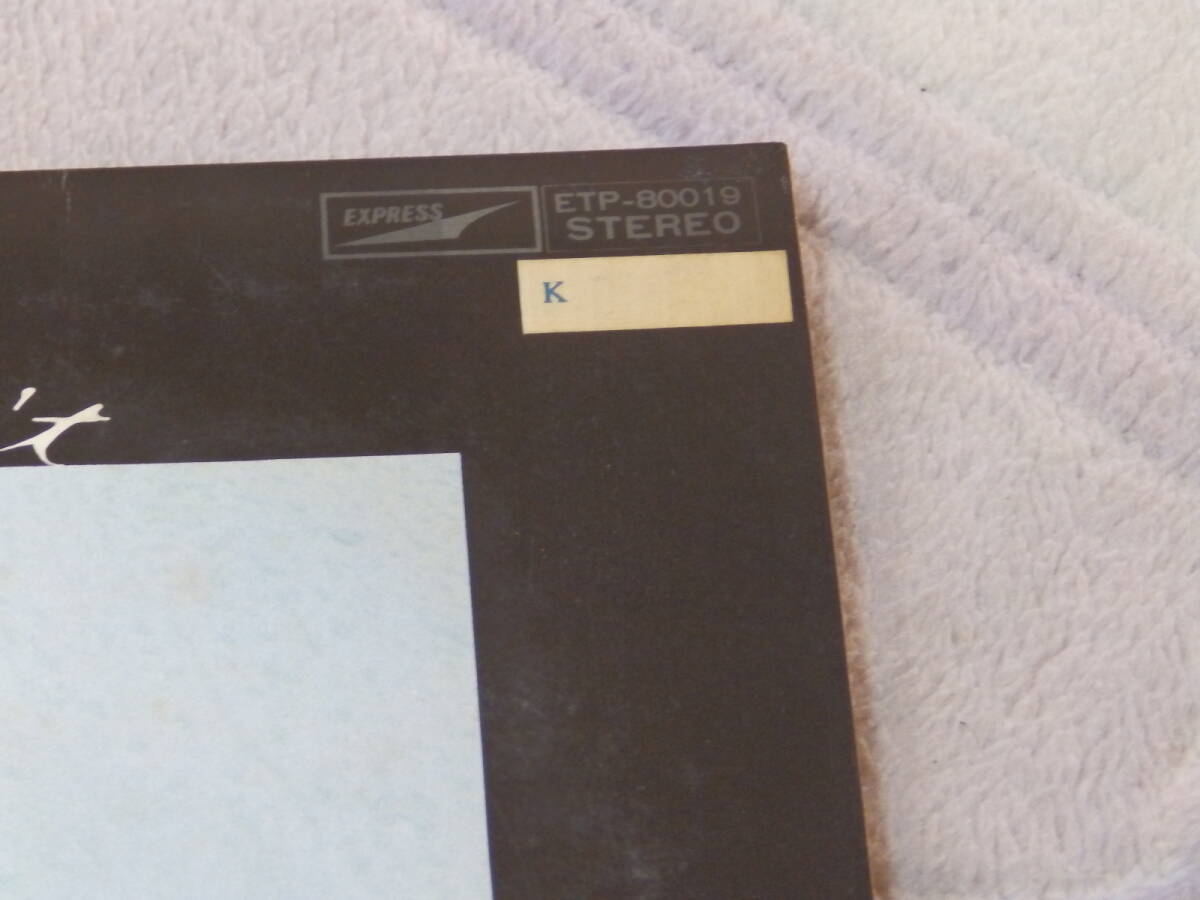 EXPRESS
ETP-80019
STEREO
K
't